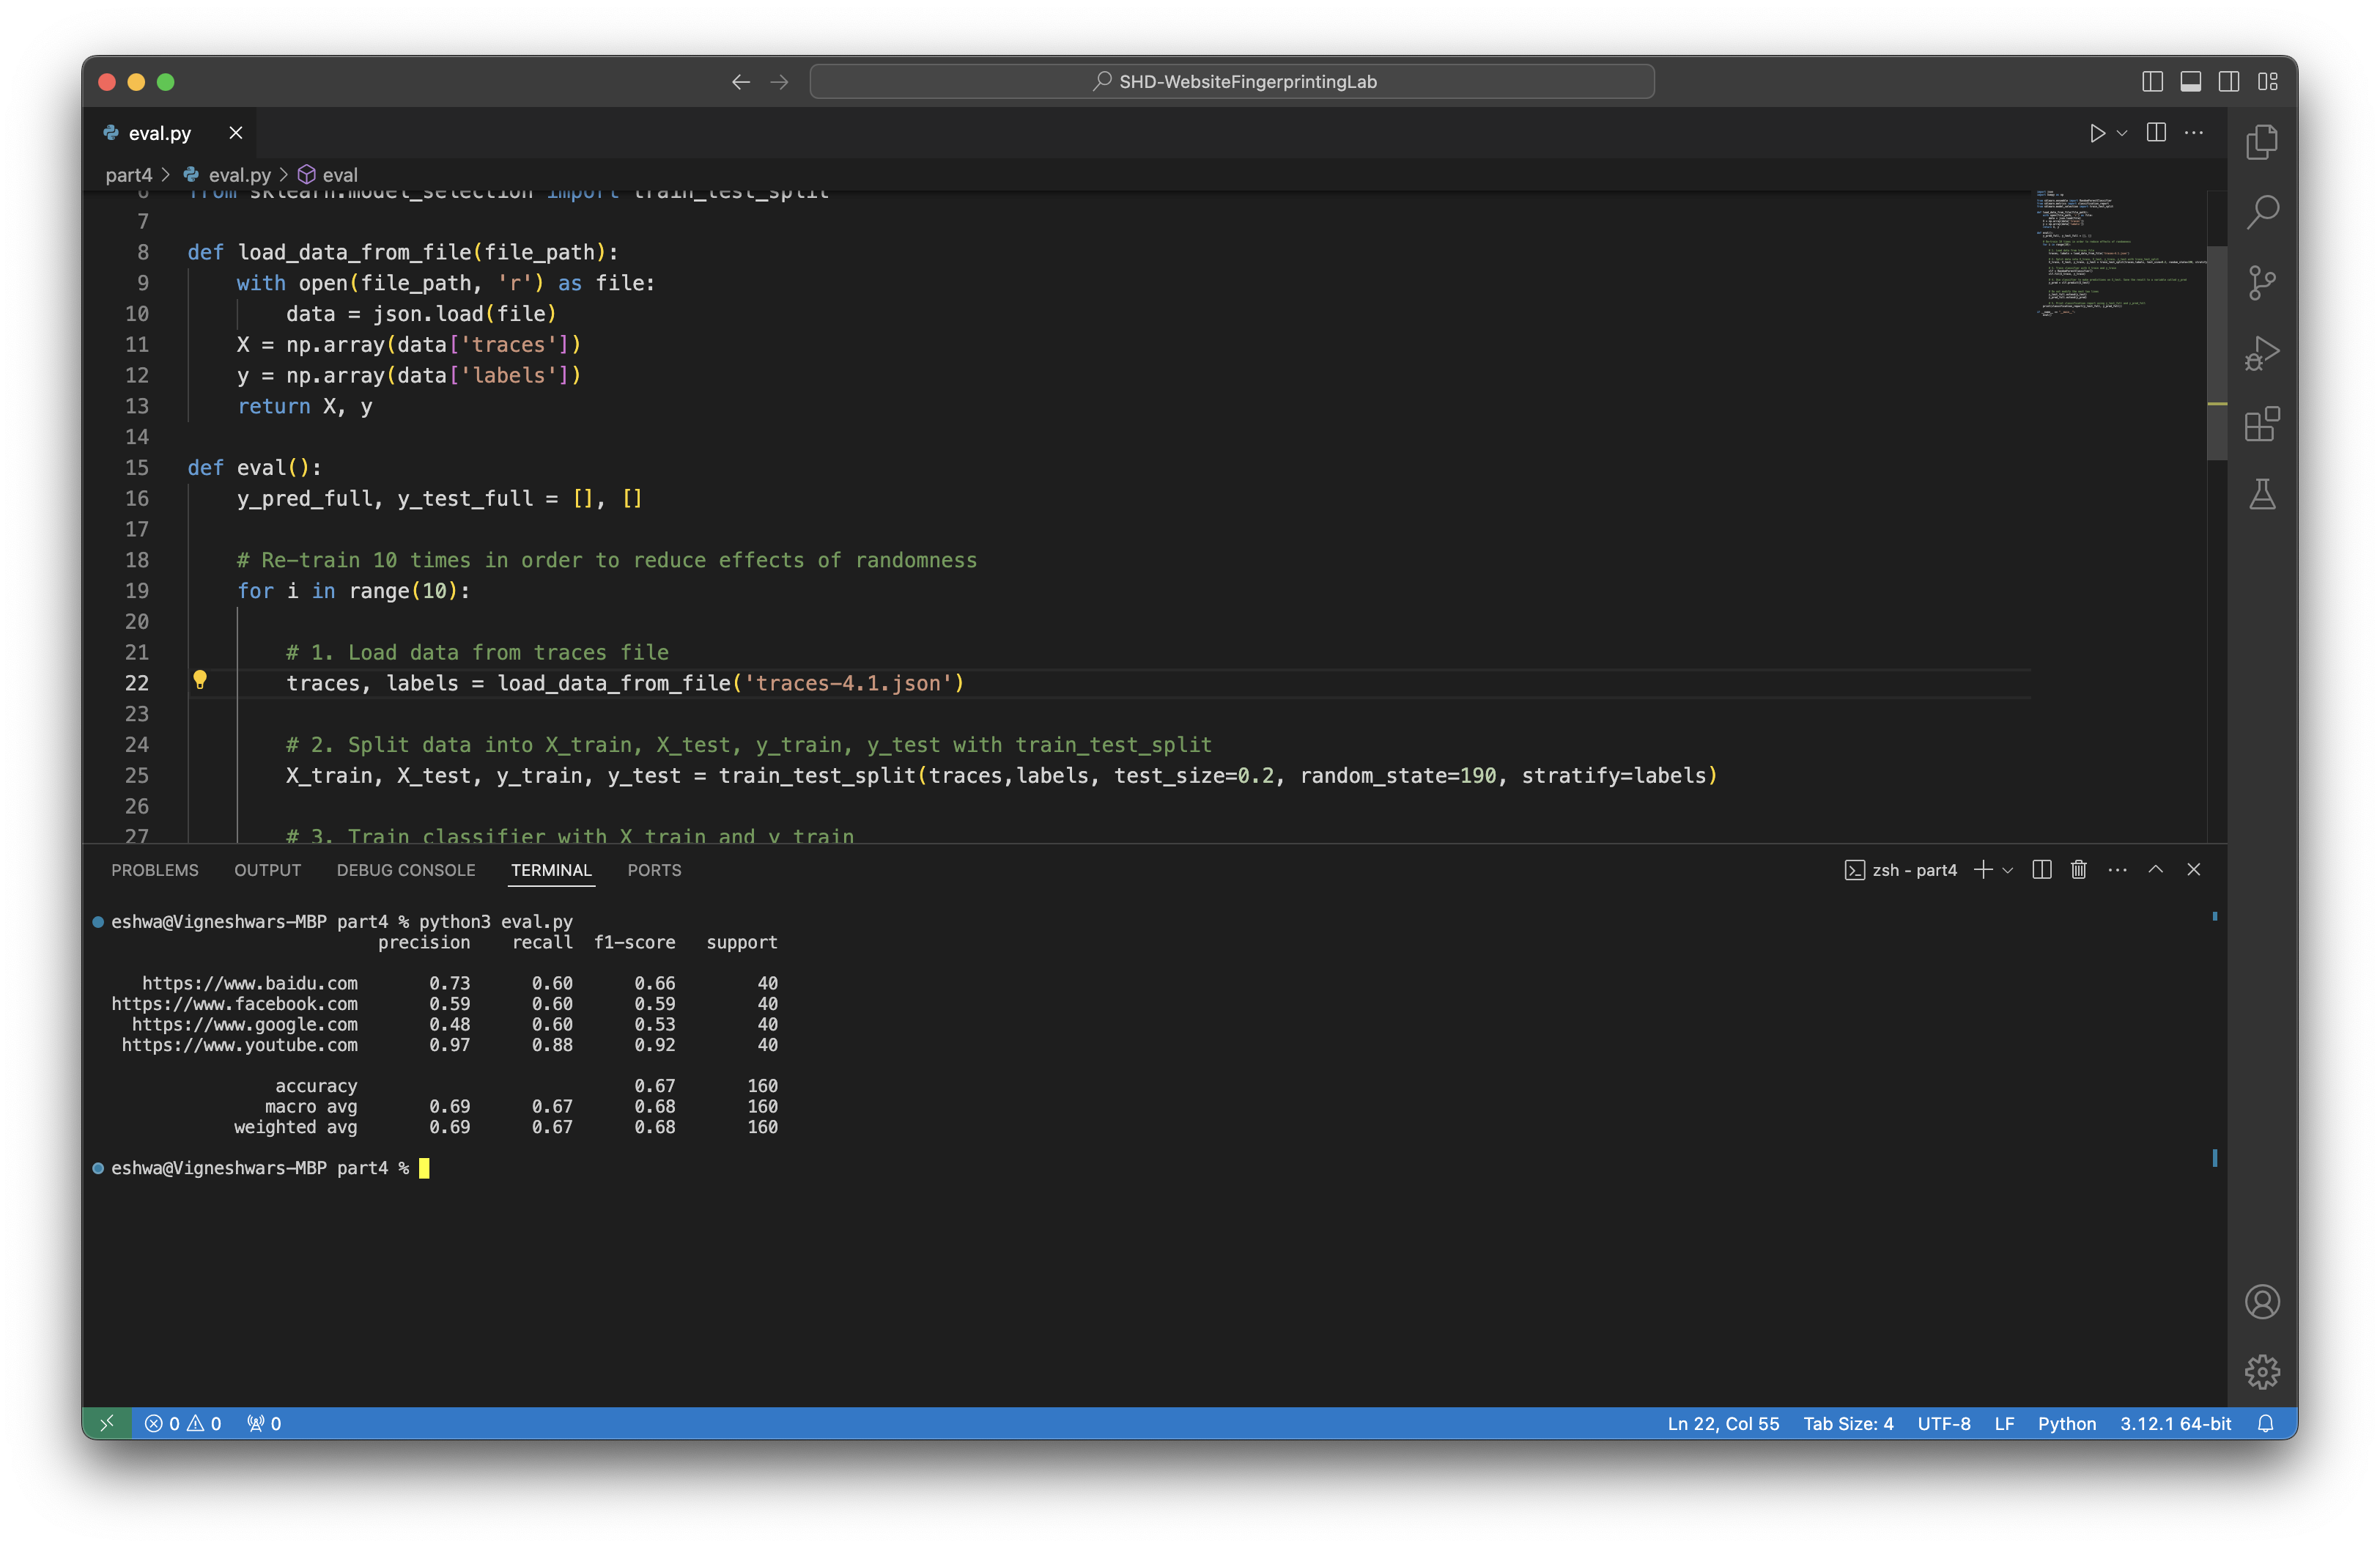 SHD-WebsiteFingerprintingLab
eval.py
part4 > eval.py > eval
6 from sklearn.model_selection import train_test_split
7
8 def load_data_from_file(file_path):
9 with open(file_path, 'r') as file:
10 data = json.load(file)
11 X = np.array(data['traces'])
12 y = np.array(data['labels'])
13 return X, y
14
15 def eval():
16 y_pred_full, y_test_full = [], []
17
18 # Re-train 10 times in order to reduce effects of randomness
19 for i in range(10):
20
21 # 1. Load data from traces file
22 traces, labels = load_data_from_file('traces-4.1.json')
23
24 # 2. Split data into X_train, X_test, y_train, y_test with train_test_split
25 X_train, X_test, y_train, y_test = train_test_split(traces,labels, test_size=0.2, random_state=190, stratify=labels)
26
27 # 3. Train classifier with X_train and y_train
PROBLEMS OUTPUT DEBUG CONSOLE TERMINAL PORTS zsh - part4
eshwa@Vigneshwars-MBP part4 % python3 eval.py
precision recall f1-score support
https://www.baidu.com 0.73 0.60 0.66 40
https://www.facebook.com 0.59 0.60 0.59 40
https://www.google.com 0.48 0.60 0.53 40
https://www.youtube.com 0.97 0.88 0.92 40
accuracy 0.67 160
macro avg 0.69 0.67 0.68 160
weighted avg 0.69 0.67 0.68 160
eshwa@Vigneshwars-MBP part4 %
0 0 0 Ln 22, Col 55 Tab Size: 4 UTF-8 LF Python 3.12.1 64-bit